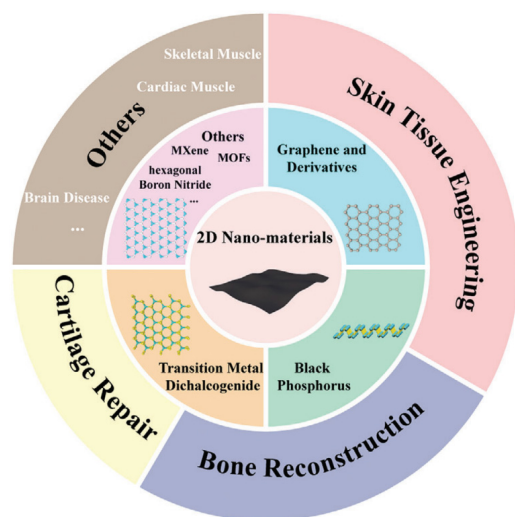 Skeletal Muscle
Cardiac Muscle
Others
Brain Disease
...
Skin Tissue Engineering
Others
MXene
MOFs
hexagonal
Boron Nitride
...
Graphene and
Derivatives
2D Nano-materials
Transition Metal
Dichalcogenide
Black
Phosphorus
Cartilage Repair
Bone Reconstruction